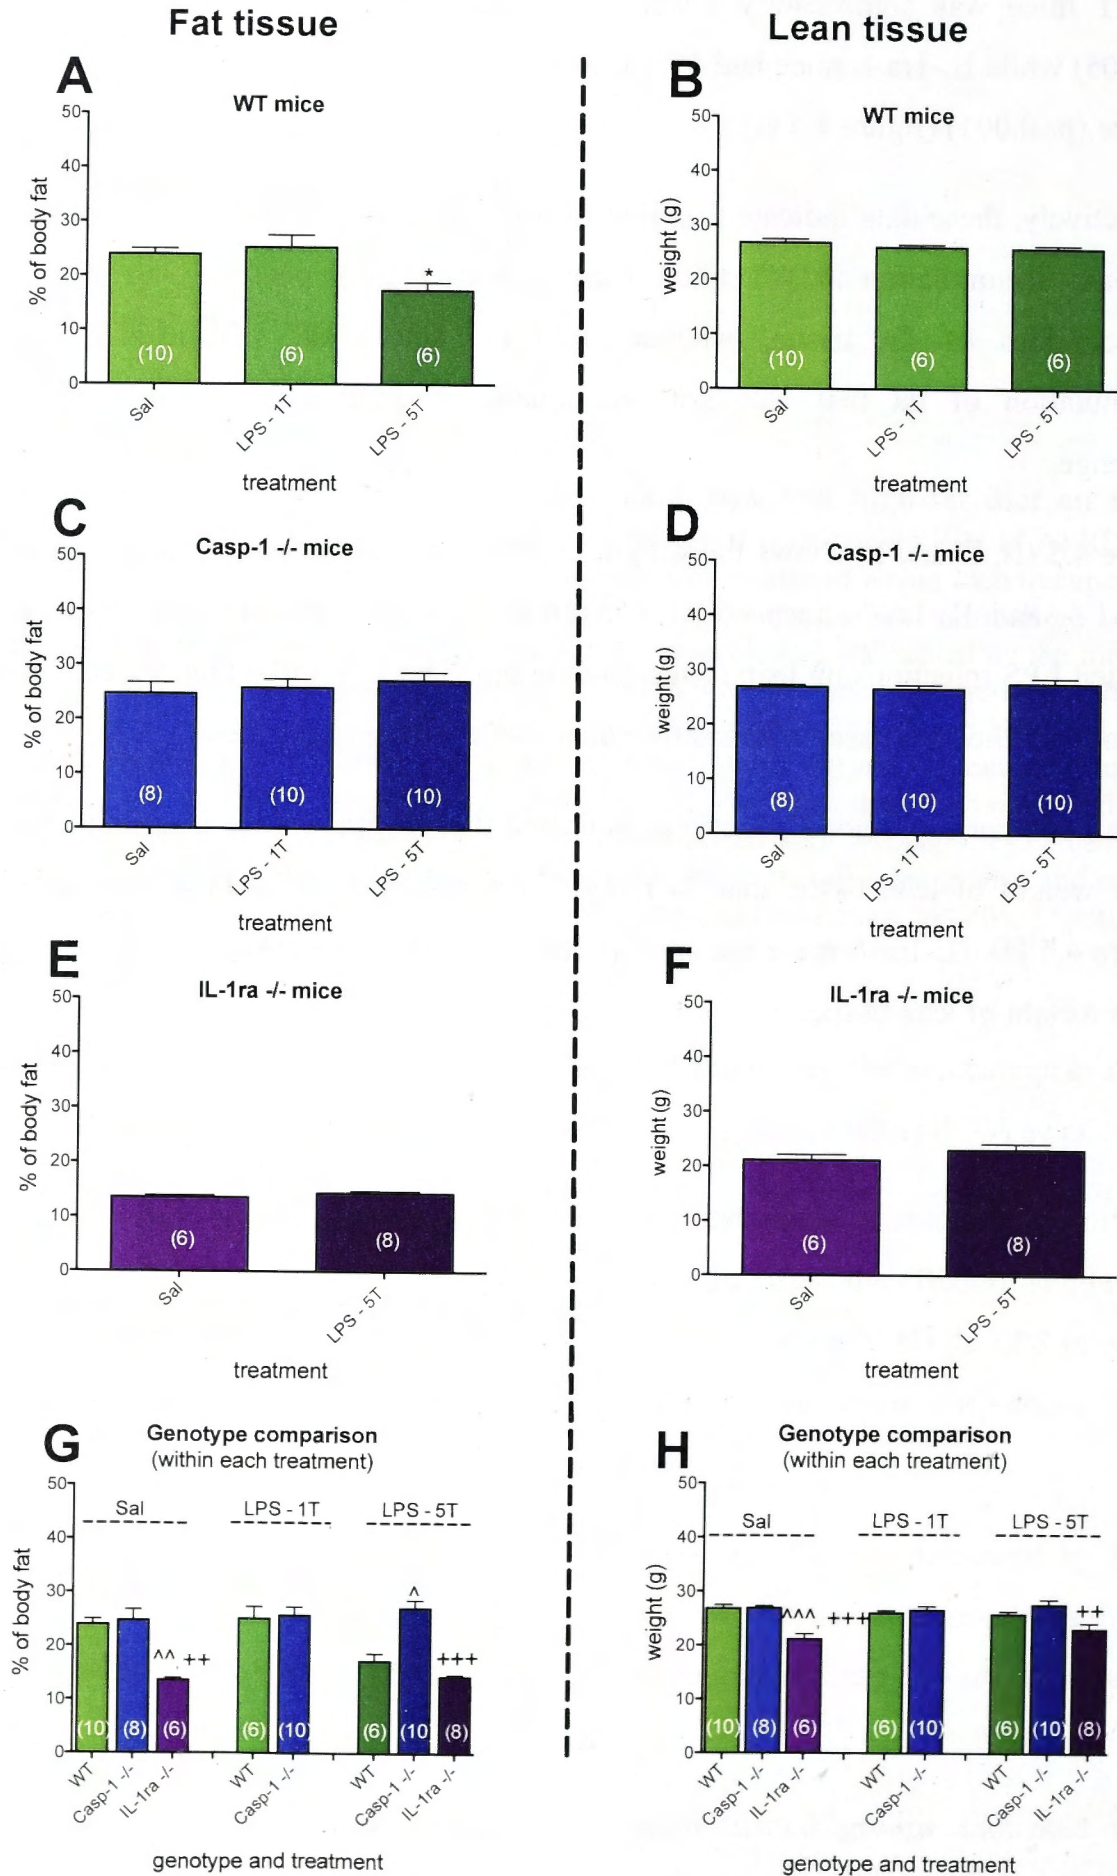 Fat tissue
Lean tissue
A
WT mice
% of body fat
50
40
30
20
10
0
(10)
(6)
*
(6)
Sal
LPS - 1T
LPS - 5T
treatment
B
WT mice
weight (g)
50
40
30
20
10
0
(10)
(6)
(6)
Sal
LPS - 1T
LPS - 5T
treatment
C
Casp-1 -/- mice
% of body fat
50
40
30
20
10
0
(8)
(10)
(10)
Sal
LPS - 1T
LPS - 5T
treatment
D
Casp-1 -/- mice
weight (g)
50
40
30
20
10
0
(8)
(10)
(10)
Sal
LPS - 1T
LPS - 5T
treatment
E
IL-1ra -/- mice
% of body fat
50
40
30
20
10
0
(6)
(8)
Sal
LPS - 5T
treatment
F
IL-1ra -/- mice
weight (g)
50
40
30
20
10
0
(6)
(8)
Sal
LPS - 5T
treatment
G
Genotype comparison
(within each treatment)
% of body fat
50
40
30
20
10
0
Sal
LPS - 1T
LPS - 5T
^^ ++
^
+++
(10) (8) (6)
(6) (10)
(6) (10) (8)
WT
Casp-1 -/-
IL-1ra -/-
WT
Casp-1 -/-
WT
Casp-1 -/-
IL-1ra -/-
genotype and treatment
H
Genotype comparison
(within each treatment)
weight (g)
50
40
30
20
10
0
Sal
LPS - 1T
LPS - 5T
^^^ +++
++
(10) (8) (6)
(6) (10)
(6) (10) (8)
WT
Casp-1 -/-
IL-1ra -/-
WT
Casp-1 -/-
WT
Casp-1 -/-
IL-1ra -/-
genotype and treatment